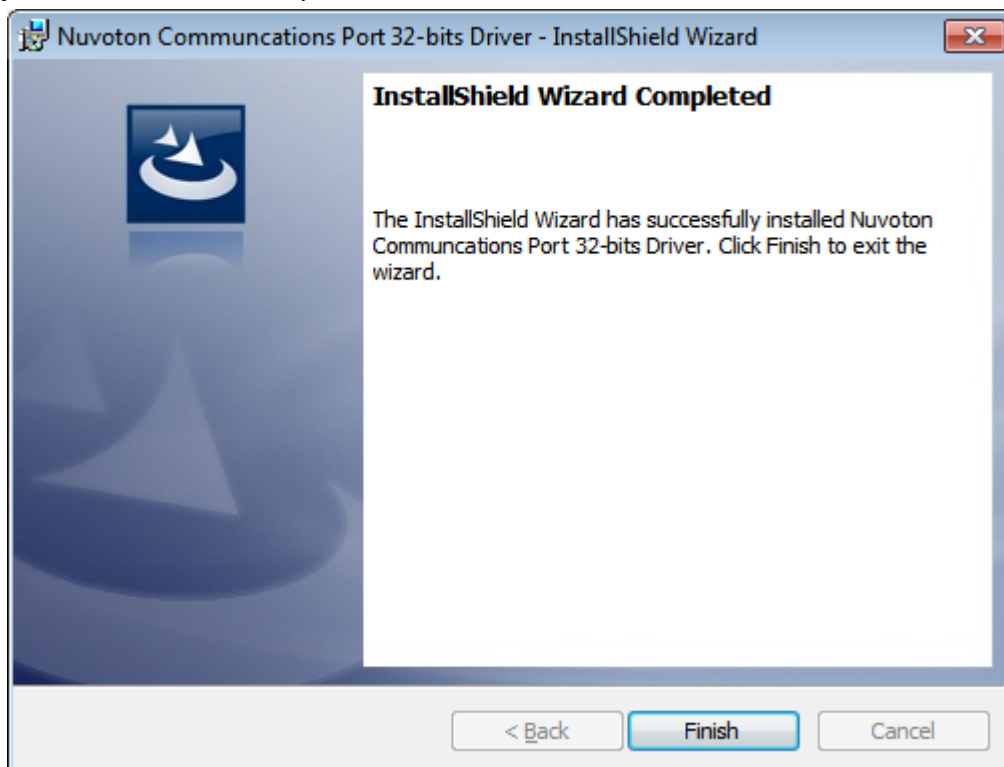 Nuvoton Communcations Port 32-bits Driver - InstallShield Wizard
InstallShield Wizard Completed
The InstallShield Wizard has successfully installed Nuvoton
Communcations Port 32-bits Driver. Click Finish to exit the
wizard.
< Back Finish Cancel